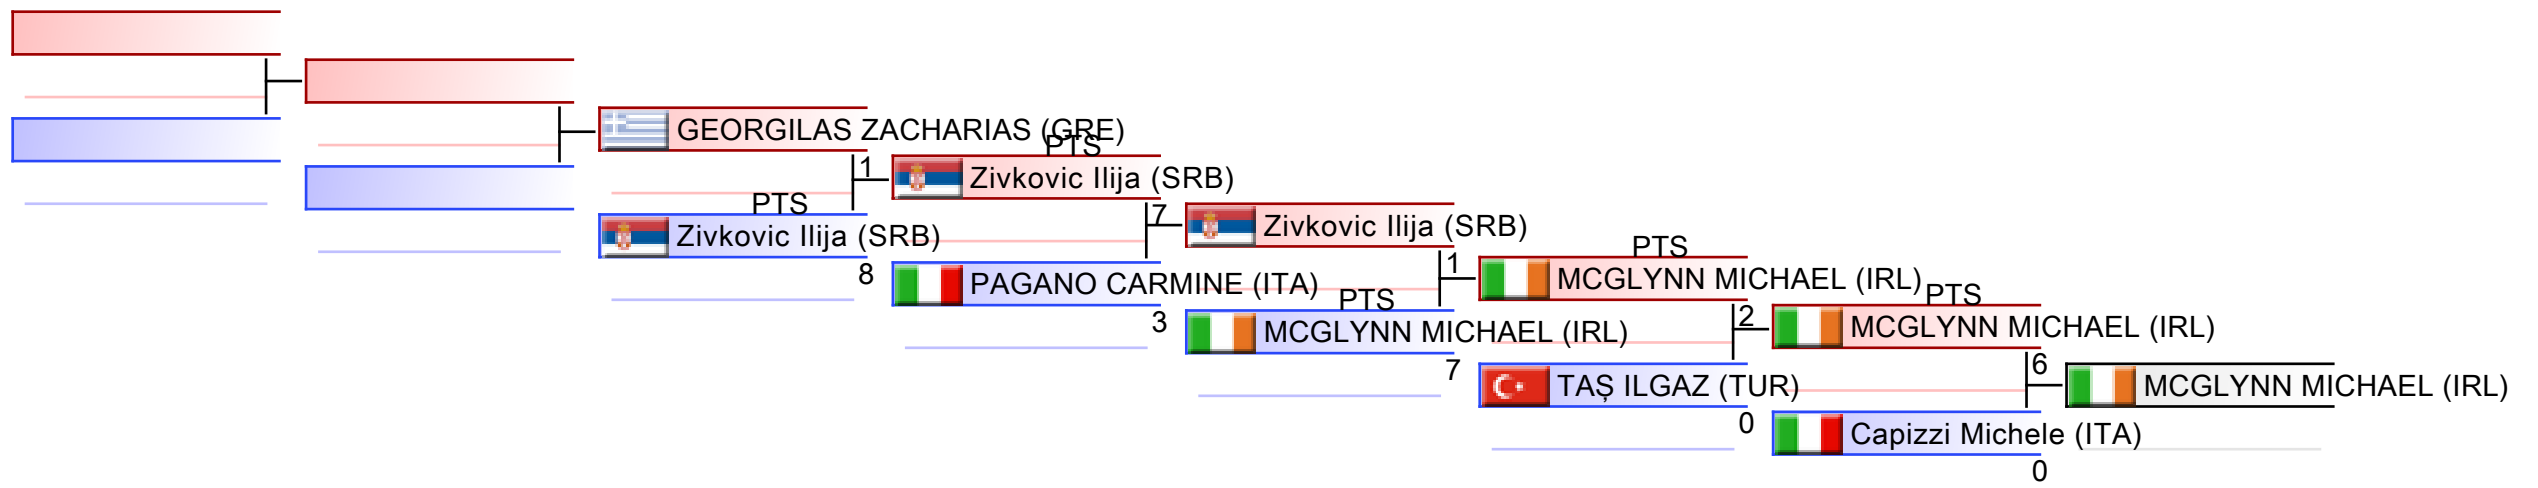 GEORGILAS ZACHARIAS (GRE)
1
PTS
Zivkovic Ilija (SRB)
8
PTS
Zivkovic Ilija (SRB)
7
PAGANO CARMINE (ITA)
3
Zivkovic Ilija (SRB)
1
PTS
MCGLYNN MICHAEL (IRL)
7
PTS
MCGLYNN MICHAEL (IRL)
2
TAŞ ILGAZ (TUR)
0
PTS
MCGLYNN MICHAEL (IRL)
6
Capizzi Michele (ITA)
0
MCGLYNN MICHAEL (IRL)